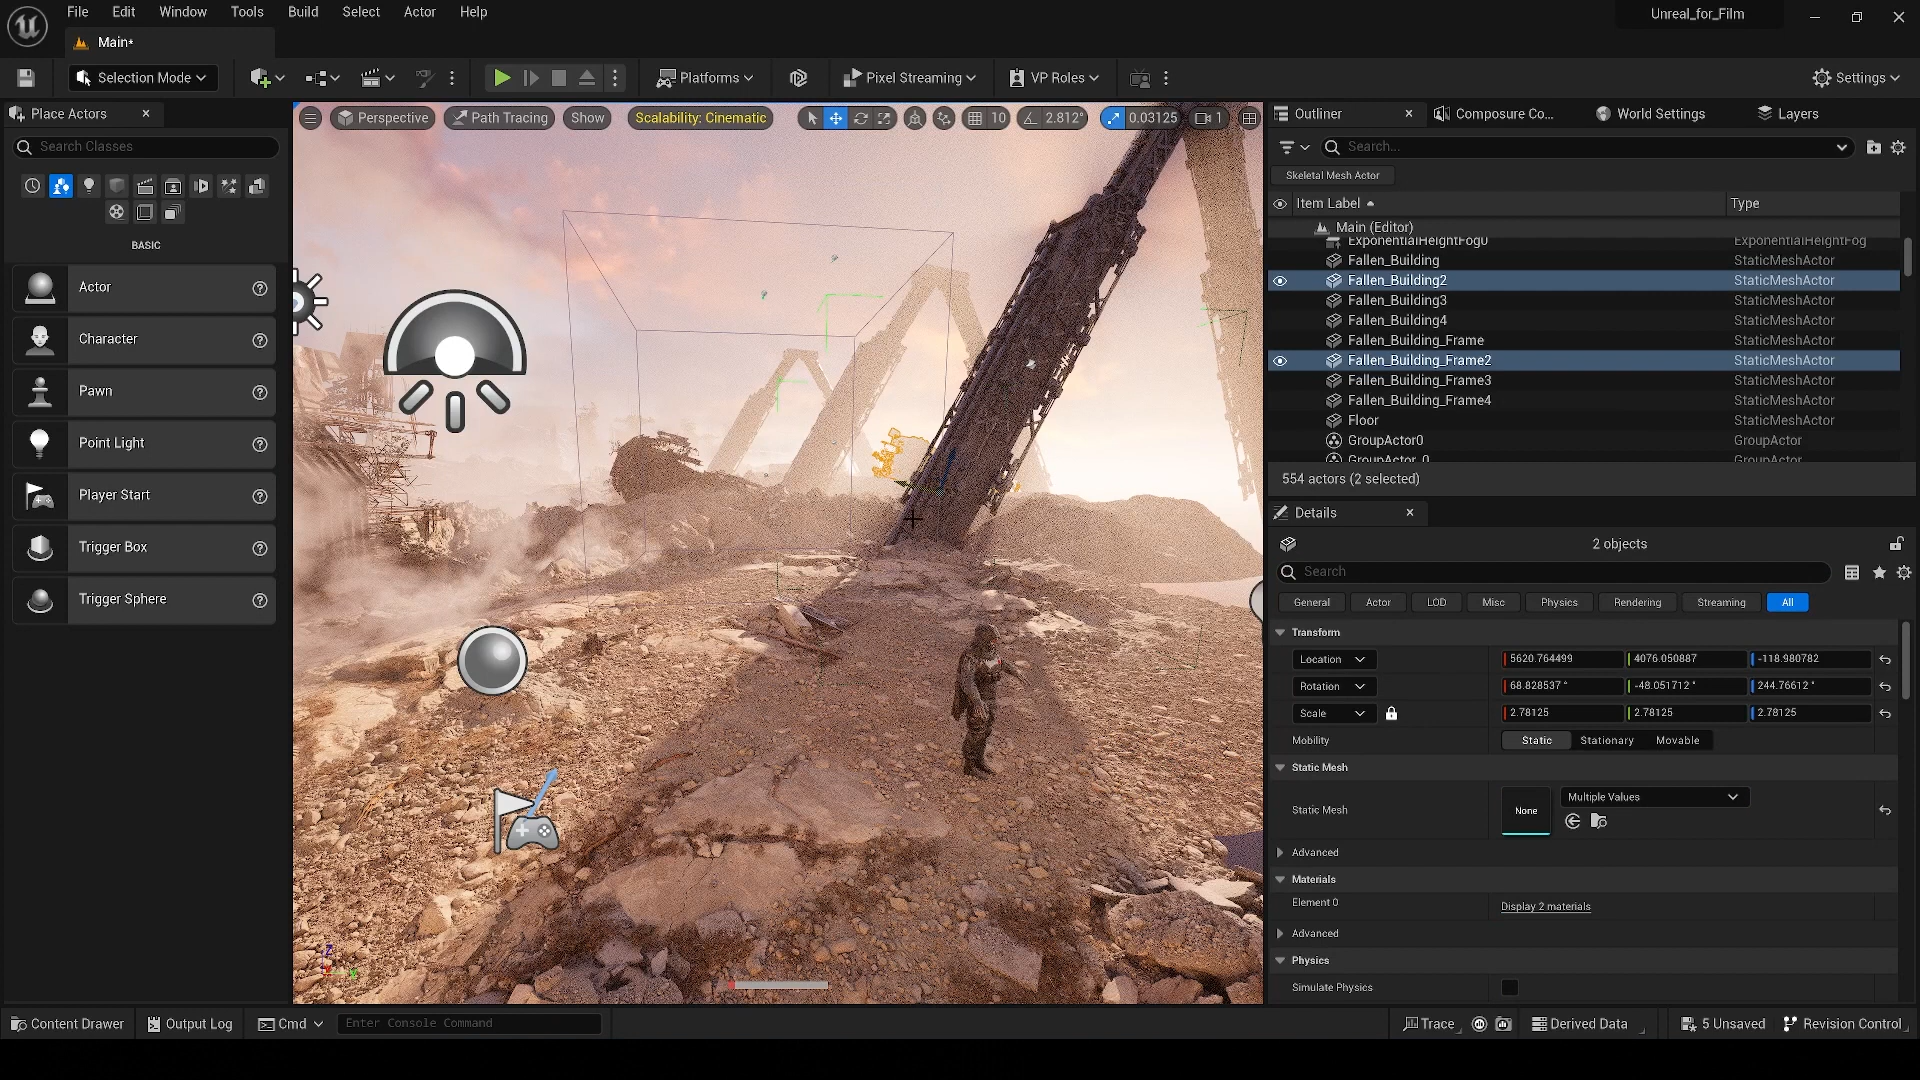 File Edit Window Tools Build Select Actor Help
Unreal_for_Film
Main*
Selection Mode
Platforms
Pixel Streaming
VP Roles
Settings
Place Actors
Search Classes
BASIC
Actor
Character
Pawn
Point Light
Player Start
Trigger Box
Trigger Sphere
Perspective
Path Tracing
Show
Scalability: Cinematic
10
2.812°
0.03125
1
Outliner
Composure Co...
World Settings
Layers
Search...
Skeletal Mesh Actor
Item Label Type
Main (Editor)
ExponentialHeightFog0 ExponentialHeightFog
Fallen_Building StaticMeshActor
Fallen_Building2 StaticMeshActor
Fallen_Building3 StaticMeshActor
Fallen_Building4 StaticMeshActor
Fallen_Building_Frame StaticMeshActor
Fallen_Building_Frame2 StaticMeshActor
Fallen_Building_Frame3 StaticMeshActor
Fallen_Building_Frame4 StaticMeshActor
Floor StaticMeshActor
GroupActor0 GroupActor
GroupActor_0 GroupActor
554 actors (2 selected)
Details
2 objects
Search
General Actor LOD Misc Physics Rendering Streaming All
Transform
Location 5620.764499 4076.050887 -118.980782
Rotation 68.828537 ° -48.051712 ° 244.76612 °
Scale 2.78125 2.78125 2.78125
Mobility Static Stationary Movable
Static Mesh
Static Mesh None Multiple Values
Advanced
Materials
Element 0 Display 2 materials
Advanced
Physics
Simulate Physics
Content Drawer
Output Log
Cmd
Enter Console Command
Trace
Derived Data
5 Unsaved
Revision Control